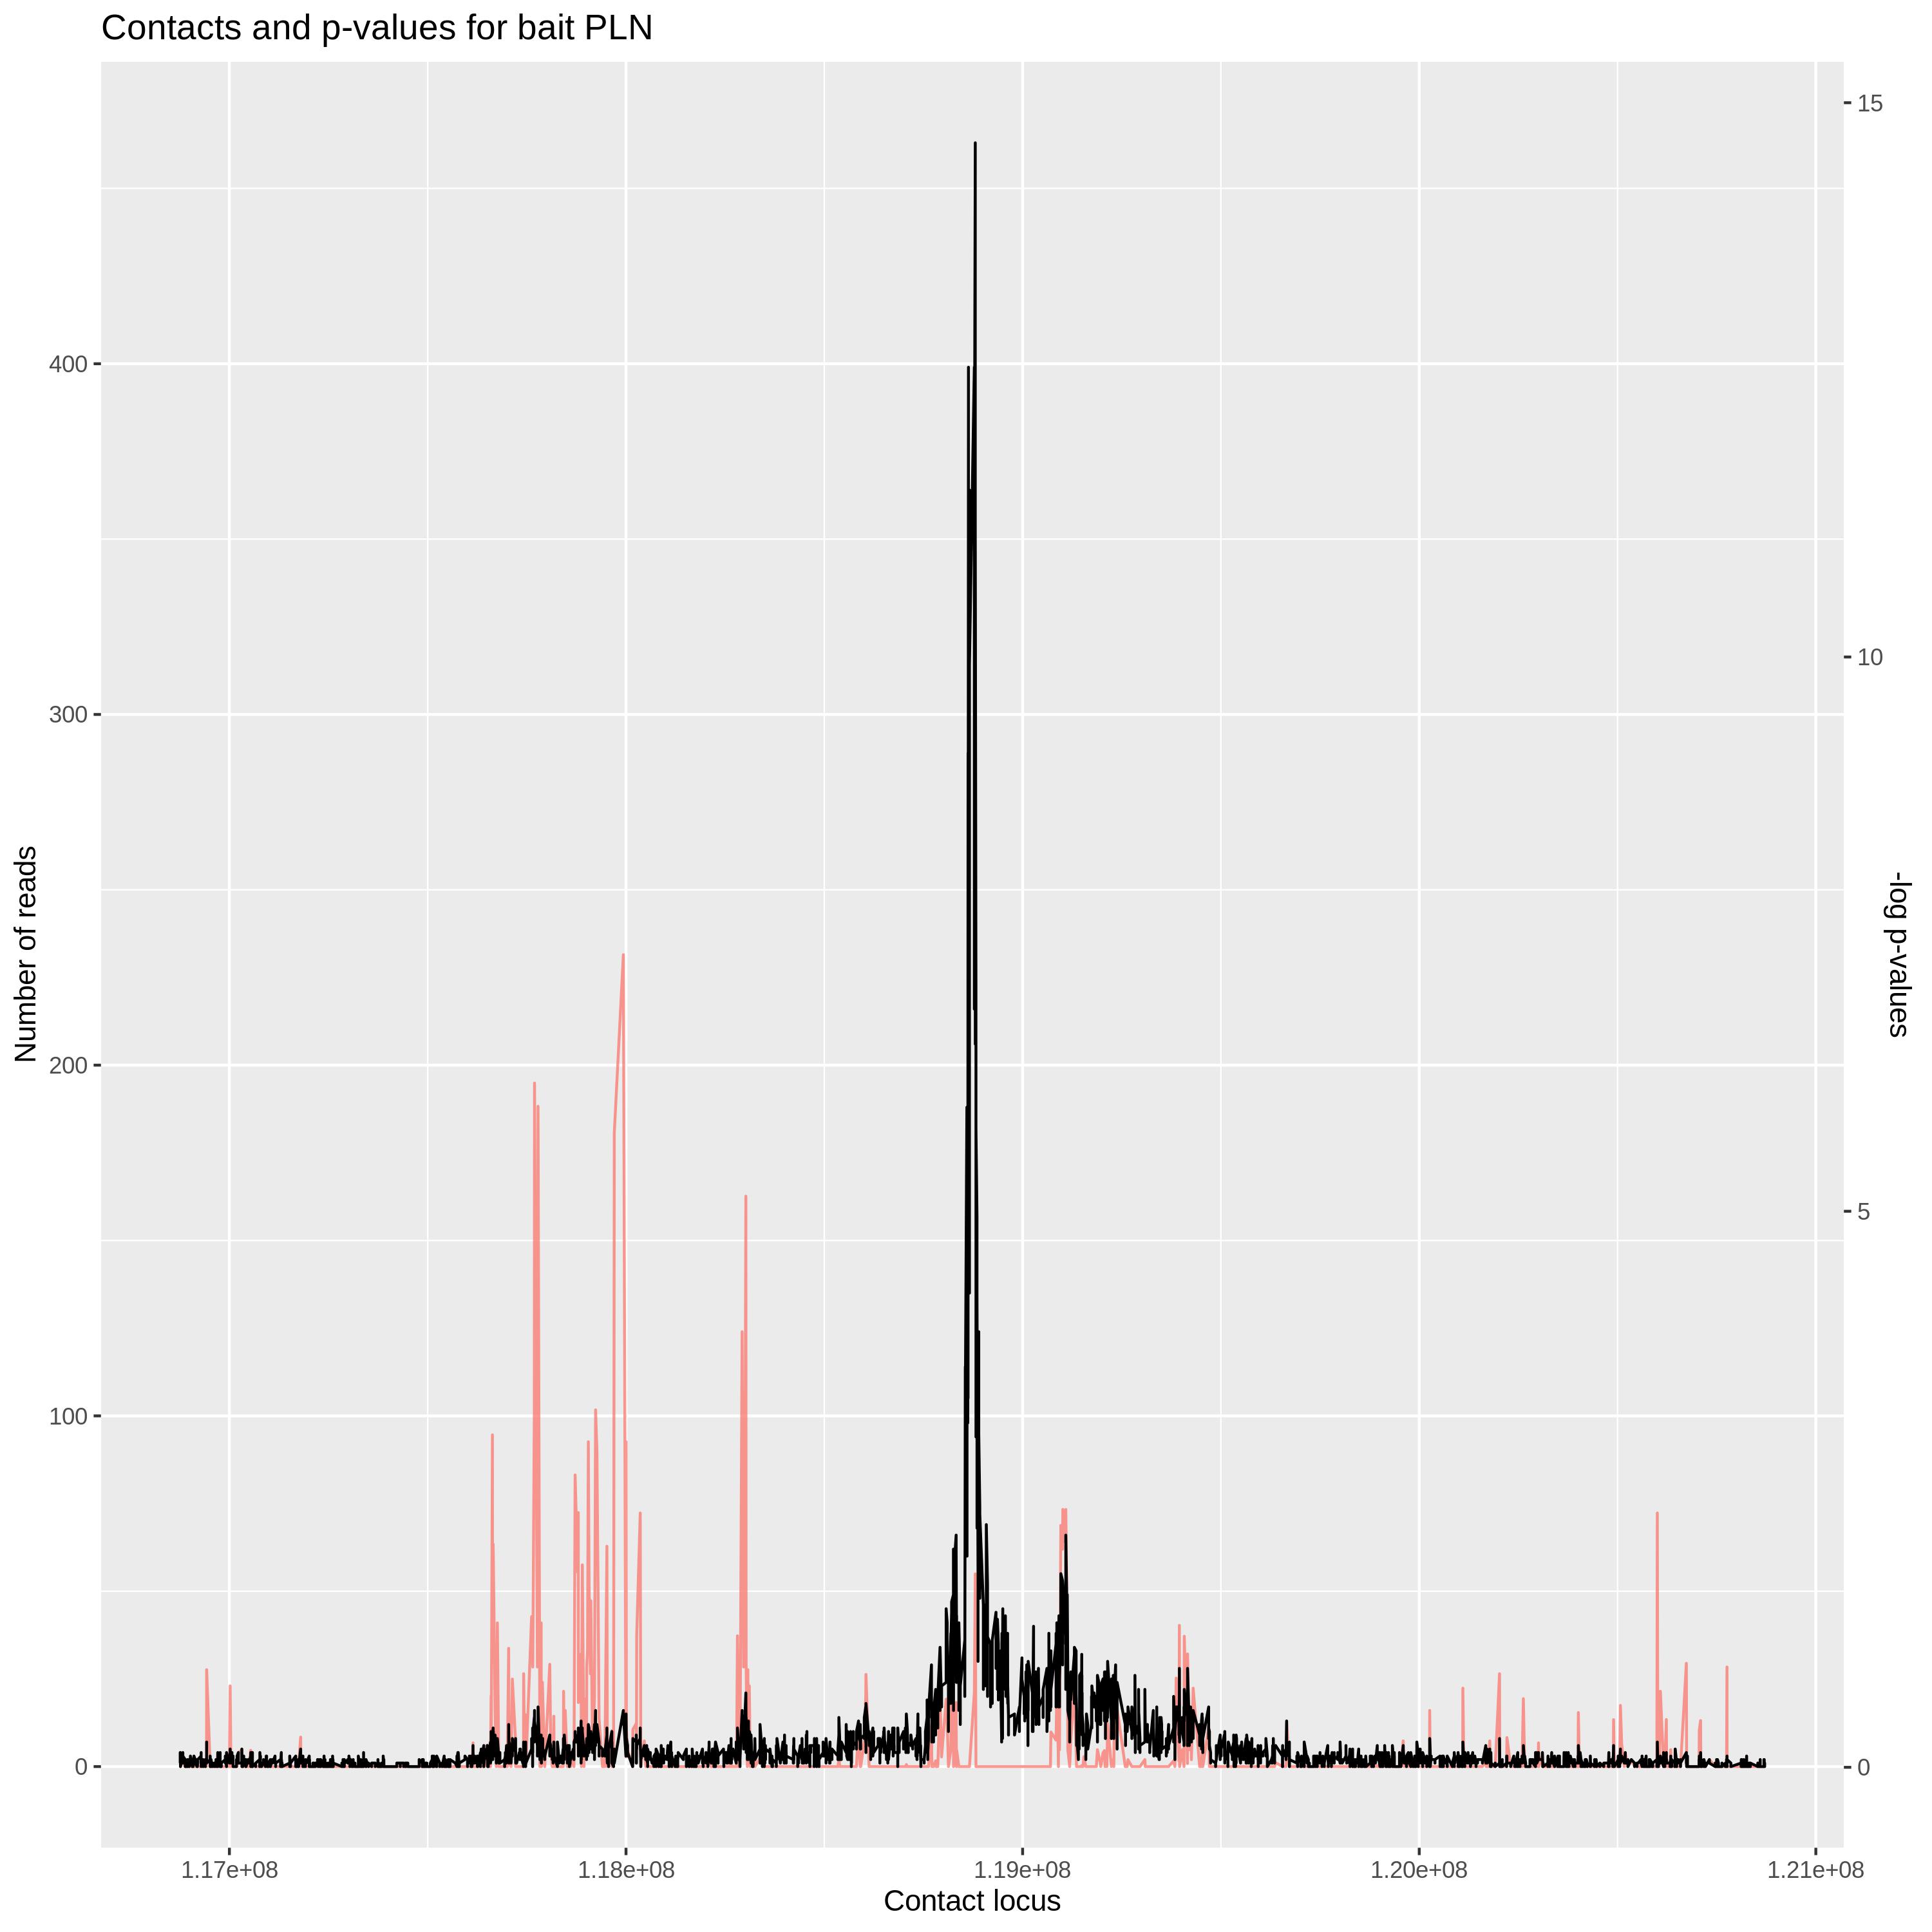 Contacts and p-values for bait PLN
15
400
10
300
Number of reads
-log p-values
200
5
100
0
0
1.17e+08
1.18e+08
1.19e+08
1.20e+08
1.21e+08
Contact locus